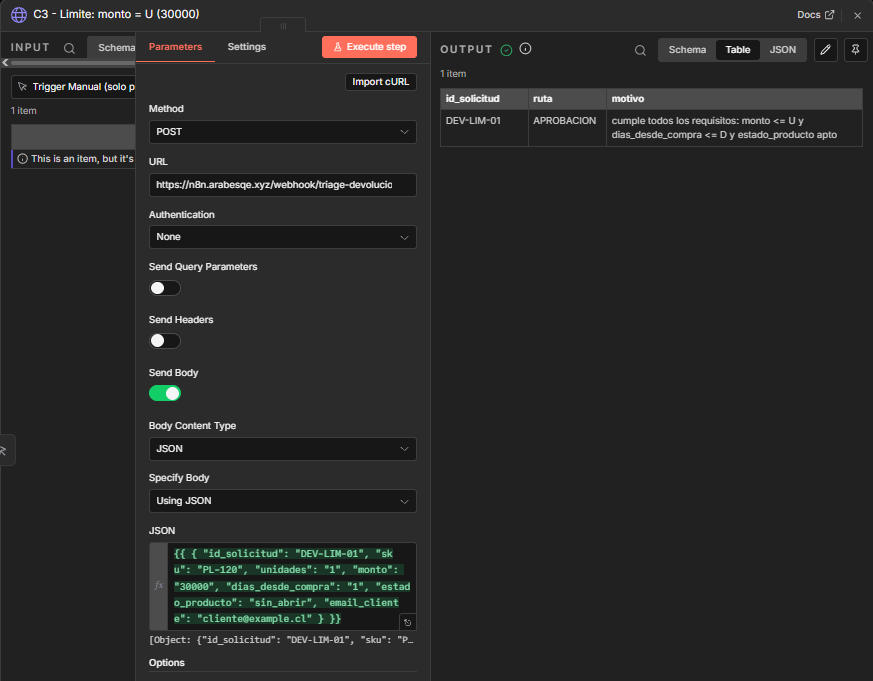 C3 - Limite: monto = U (30000)
Docs
INPUT
Schema
Trigger Manual (solo p
1 item
This is an item, but it's
Parameters
Settings
Execute step
Import cURL
Method
POST
URL
https://n8n.arabesqe.xyz/webhook/triage-devolucio
Authentication
None
Send Query Parameters
Send Headers
Send Body
Body Content Type
JSON
Specify Body
Using JSON
JSON
fx
{{ { "id_solicitud": "DEV-LIM-01", "sk
u": "PL-120", "unidades": "1", "monto":
"30000", "dias_desde_compra": "1", "estad
o_producto": "sin_abrir", "email_client
e": "cliente@example.cl" } }}
[Object: {"id_solicitud": "DEV-LIM-01", "sku": "P…
Options
OUTPUT
Schema
Table
JSON
1 item
id_solicitud ruta motivo
DEV-LIM-01 APROBACION cumple todos los requisitos: monto <= U y
dias_desde_compra <= D y estado_producto apto